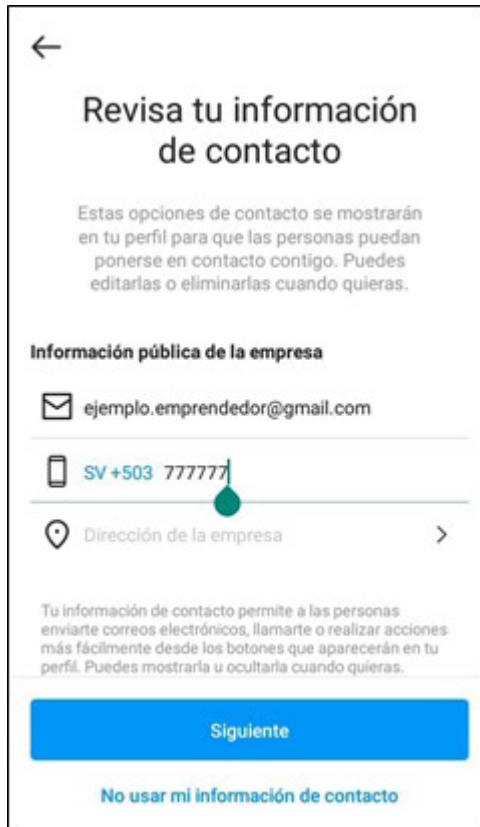 Revisa tu información
de contacto
Estas opciones de contacto se mostrarán
en tu perfil para que las personas puedan
ponerse en contacto contigo. Puedes
editarlas o eliminarlas cuando quieras.
Información pública de la empresa
ejemplo.emprendedor@gmail.com
SV +503 777777
Dirección de la empresa
Tu información de contacto permite a las personas
enviarte correos electrónicos, llamarte o realizar acciones
más fácilmente desde los botones que aparecerán en tu
perfil. Puedes mostrarla u ocultarla cuando quieras.
Siguiente
No usar mi información de contacto